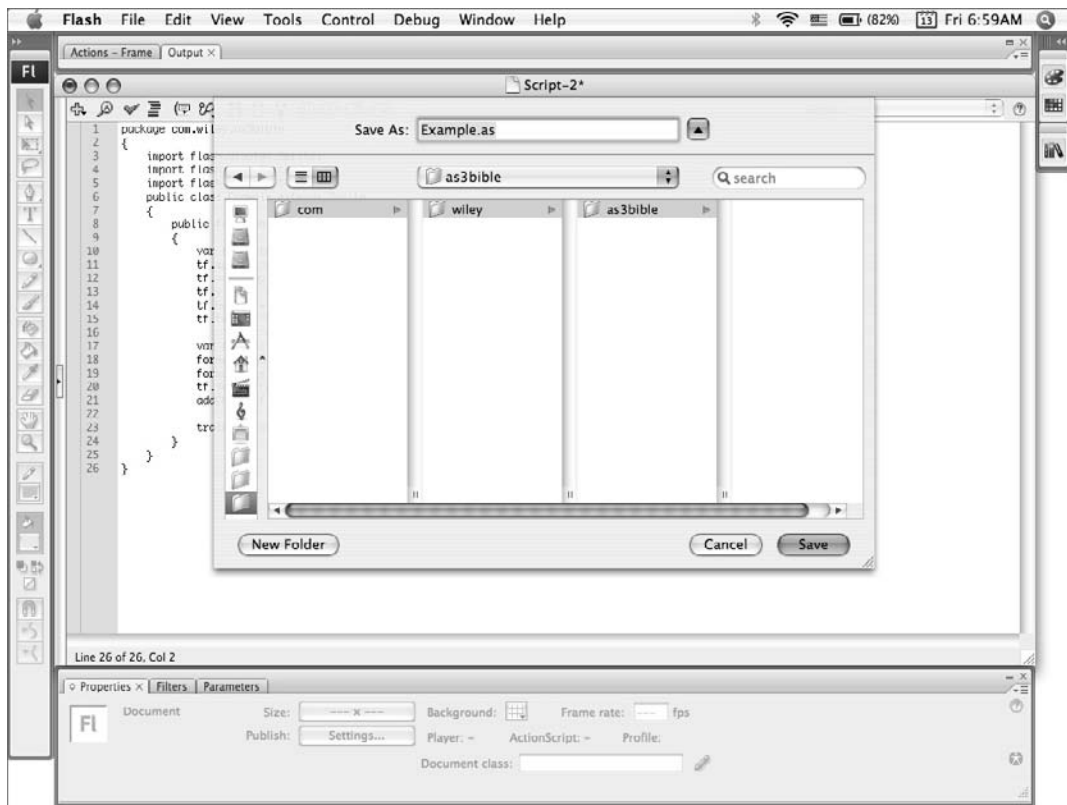 Flash File Edit View Tools Control Debug Window Help (82%) 13 Fri 6:59AM
Actions – Frame Output ×
Fl
Script-2*
Save As: Example.as
as3bible
search
com wiley as3bible
1 package com.wil
2 {
3 import flas
4 import flas
5 import flas
6 public clas
7 {
8 public
9 {
10 var
11 tf.
12 tf.
13 tf.
14 tf.
15 tf.
16
17 var
18 for
19 for
20 tf.
21 add
22
23 tra
24 }
25 }
26 }
New Folder Cancel Save
Line 26 of 26, Col 2
Properties × Filters Parameters
Fl
Document Size: --- x --- Background: Frame rate: --- fps
Publish: Settings... Player: – ActionScript: – Profile:
Document class: